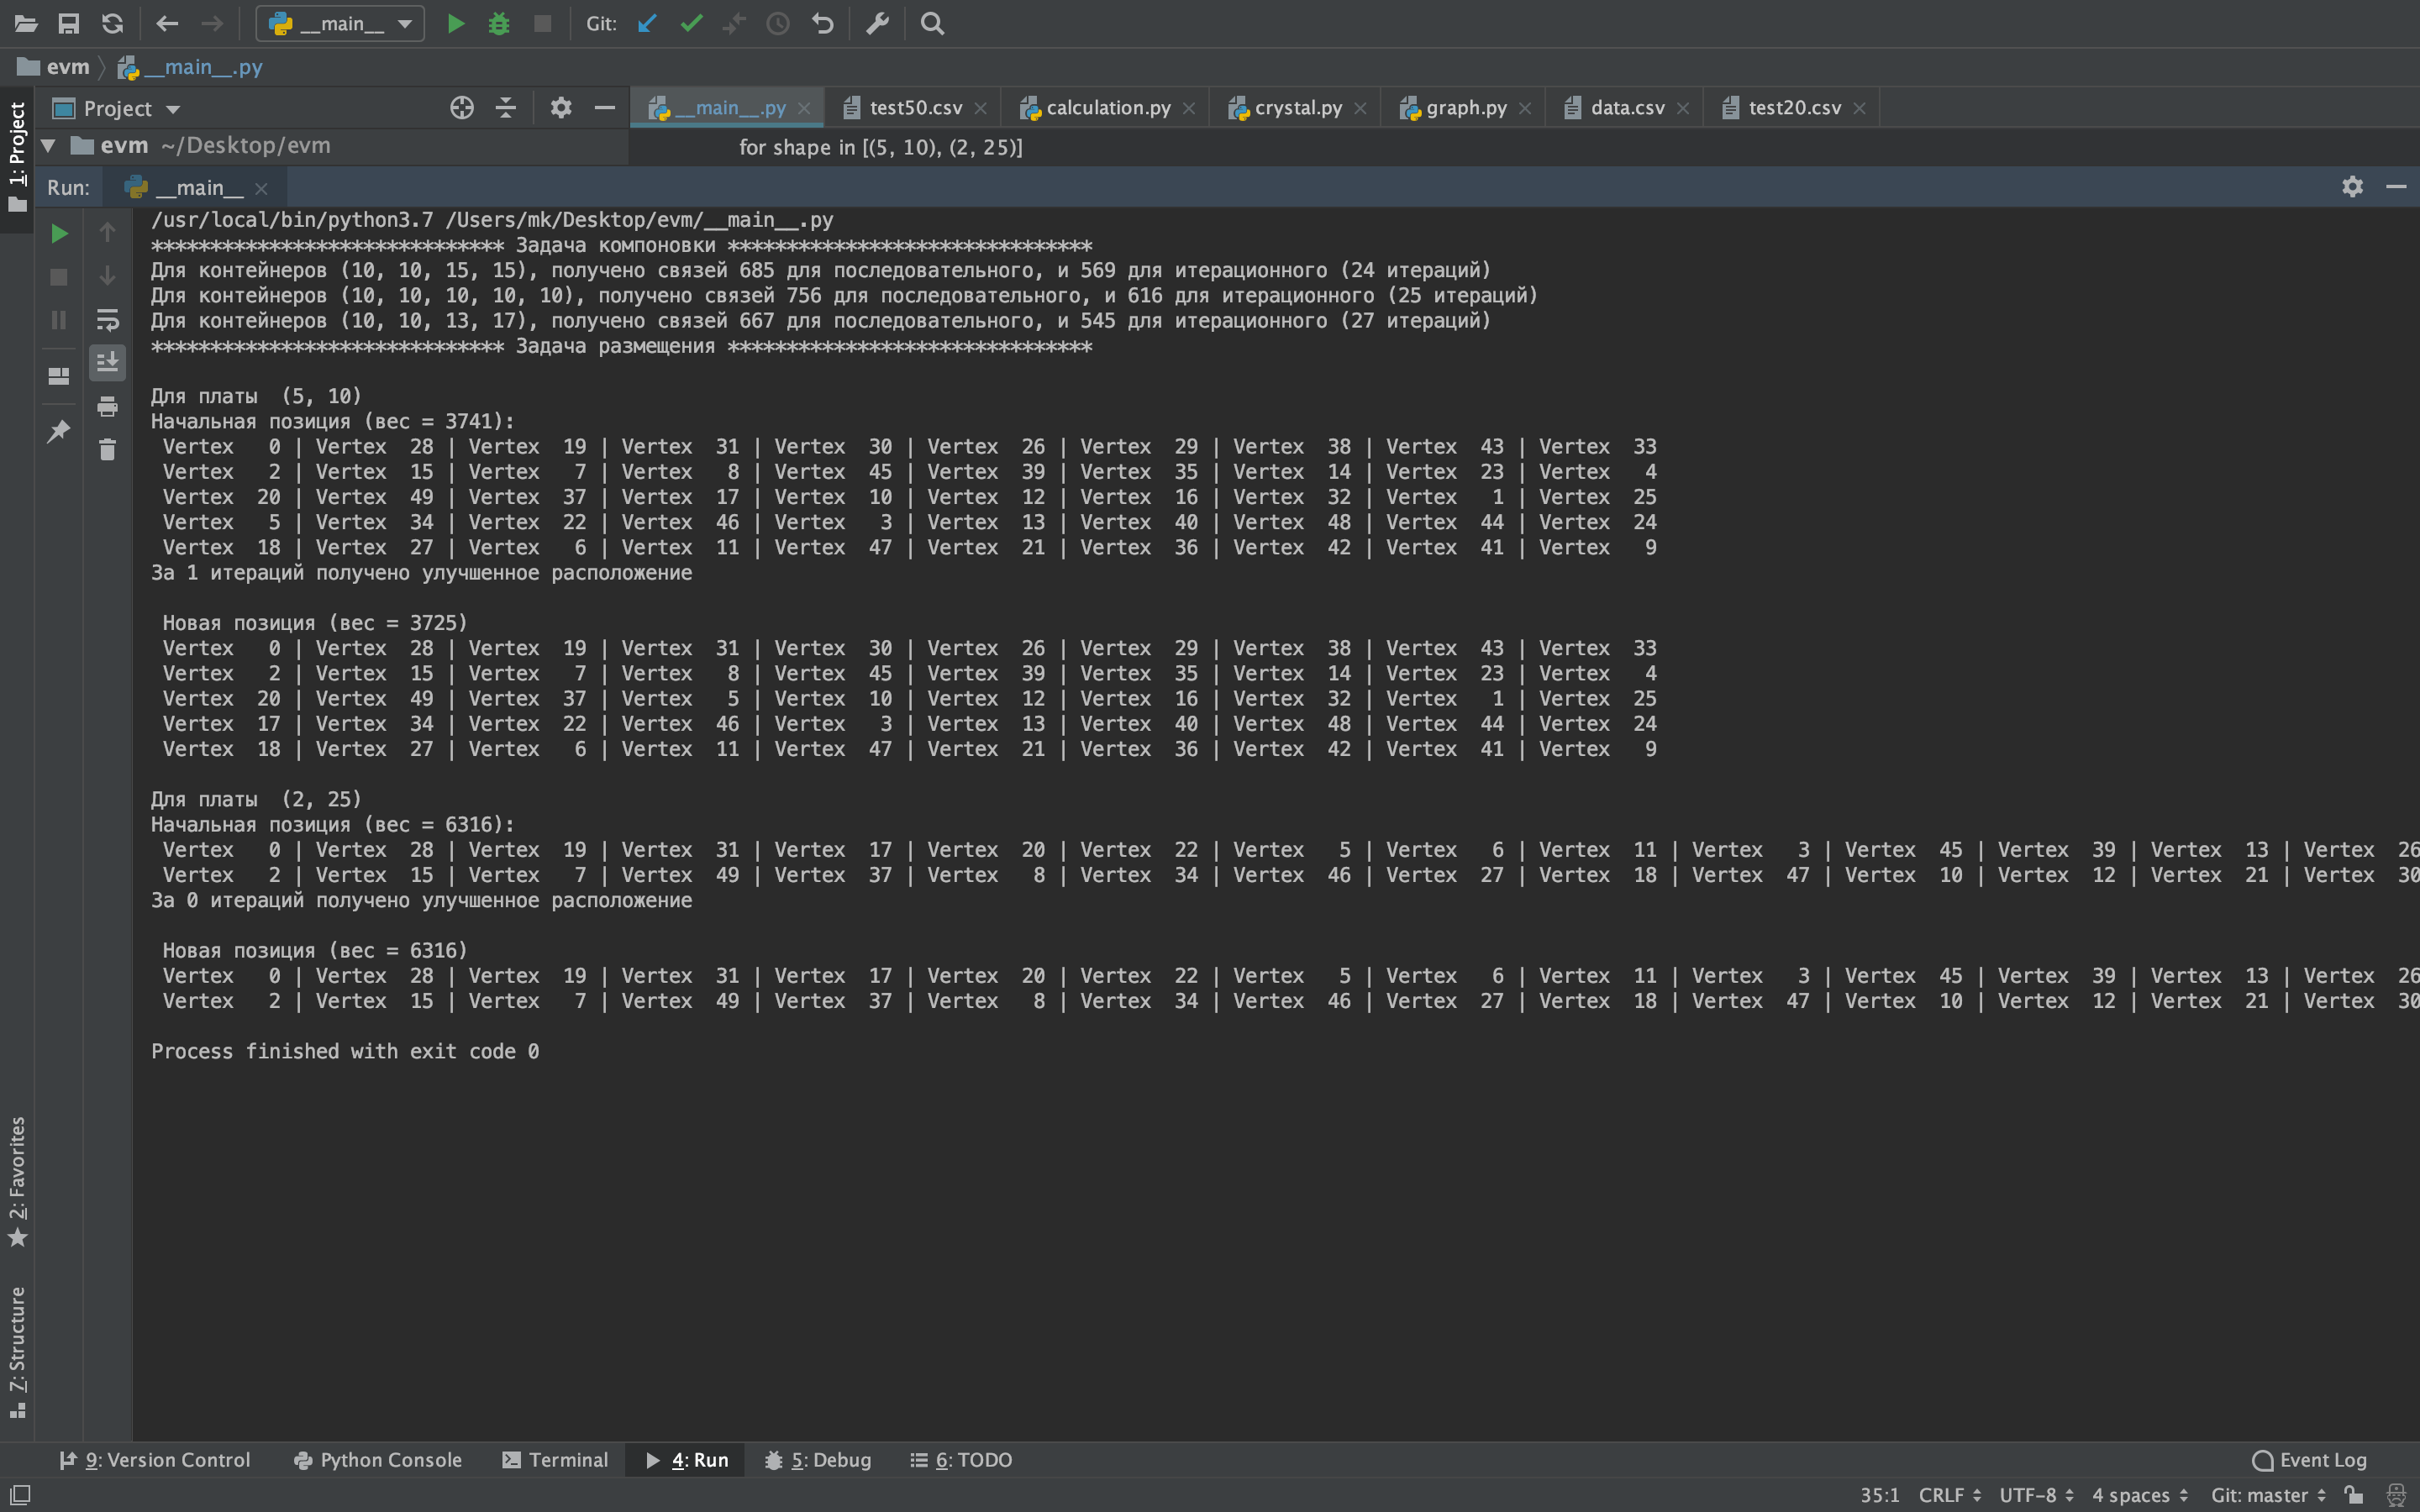 __main__ Git:
evm __main__.py
Project
__main__.py test50.csv calculation.py crystal.py graph.py data.csv test20.csv
1: Project
evm ~/Desktop/evm
for shape in [(5, 10), (2, 25)]
Run: __main__
/usr/local/bin/python3.7 /Users/mk/Desktop/evm/__main__.py
****************************** Задача компоновки *******************************
Для контейнеров (10, 10, 15, 15), получено связей 685 для последовательного, и 569 для итерационного (24 итераций)
Для контейнеров (10, 10, 10, 10, 10), получено связей 756 для последовательного, и 616 для итерационного (25 итераций)
Для контейнеров (10, 10, 13, 17), получено связей 667 для последовательного, и 545 для итерационного (27 итераций)
****************************** Задача размещения *******************************
Для платы  (5, 10)
Начальная позиция (вес = 3741):
Vertex   0 | Vertex  28 | Vertex  19 | Vertex  31 | Vertex  30 | Vertex  26 | Vertex  29 | Vertex  38 | Vertex  43 | Vertex  33
Vertex   2 | Vertex  15 | Vertex   7 | Vertex   8 | Vertex  45 | Vertex  39 | Vertex  35 | Vertex  14 | Vertex  23 | Vertex   4
Vertex  20 | Vertex  49 | Vertex  37 | Vertex  17 | Vertex  10 | Vertex  12 | Vertex  16 | Vertex  32 | Vertex   1 | Vertex  25
Vertex   5 | Vertex  34 | Vertex  22 | Vertex  46 | Vertex   3 | Vertex  13 | Vertex  40 | Vertex  48 | Vertex  44 | Vertex  24
Vertex  18 | Vertex  27 | Vertex   6 | Vertex  11 | Vertex  47 | Vertex  21 | Vertex  36 | Vertex  42 | Vertex  41 | Vertex   9
За 1 итераций получено улучшенное расположение
Новая позиция (вес = 3725)
Vertex   0 | Vertex  28 | Vertex  19 | Vertex  31 | Vertex  30 | Vertex  26 | Vertex  29 | Vertex  38 | Vertex  43 | Vertex  33
Vertex   2 | Vertex  15 | Vertex   7 | Vertex   8 | Vertex  45 | Vertex  39 | Vertex  35 | Vertex  14 | Vertex  23 | Vertex   4
Vertex  20 | Vertex  49 | Vertex  37 | Vertex   5 | Vertex  10 | Vertex  12 | Vertex  16 | Vertex  32 | Vertex   1 | Vertex  25
Vertex  17 | Vertex  34 | Vertex  22 | Vertex  46 | Vertex   3 | Vertex  13 | Vertex  40 | Vertex  48 | Vertex  44 | Vertex  24
Vertex  18 | Vertex  27 | Vertex   6 | Vertex  11 | Vertex  47 | Vertex  21 | Vertex  36 | Vertex  42 | Vertex  41 | Vertex   9
Для платы  (2, 25)
Начальная позиция (вес = 6316):
Vertex   0 | Vertex  28 | Vertex  19 | Vertex  31 | Vertex  17 | Vertex  20 | Vertex  22 | Vertex   5 | Vertex   6 | Vertex  11 | Vertex   3 | Vertex  45 | Vertex  39 | Vertex  13 | Vertex  26
Vertex   2 | Vertex  15 | Vertex   7 | Vertex  49 | Vertex  37 | Vertex   8 | Vertex  34 | Vertex  46 | Vertex  27 | Vertex  18 | Vertex  47 | Vertex  10 | Vertex  12 | Vertex  21 | Vertex  30
За 0 итераций получено улучшенное расположение
Новая позиция (вес = 6316)
Vertex   0 | Vertex  28 | Vertex  19 | Vertex  31 | Vertex  17 | Vertex  20 | Vertex  22 | Vertex   5 | Vertex   6 | Vertex  11 | Vertex   3 | Vertex  45 | Vertex  39 | Vertex  13 | Vertex  26
Vertex   2 | Vertex  15 | Vertex   7 | Vertex  49 | Vertex  37 | Vertex   8 | Vertex  34 | Vertex  46 | Vertex  27 | Vertex  18 | Vertex  47 | Vertex  10 | Vertex  12 | Vertex  21 | Vertex  30
Process finished with exit code 0
2: Favorites
7: Structure
9: Version Control Python Console Terminal 4: Run 5: Debug 6: TODO Event Log
35:1 CRLF UTF-8 4 spaces Git: master